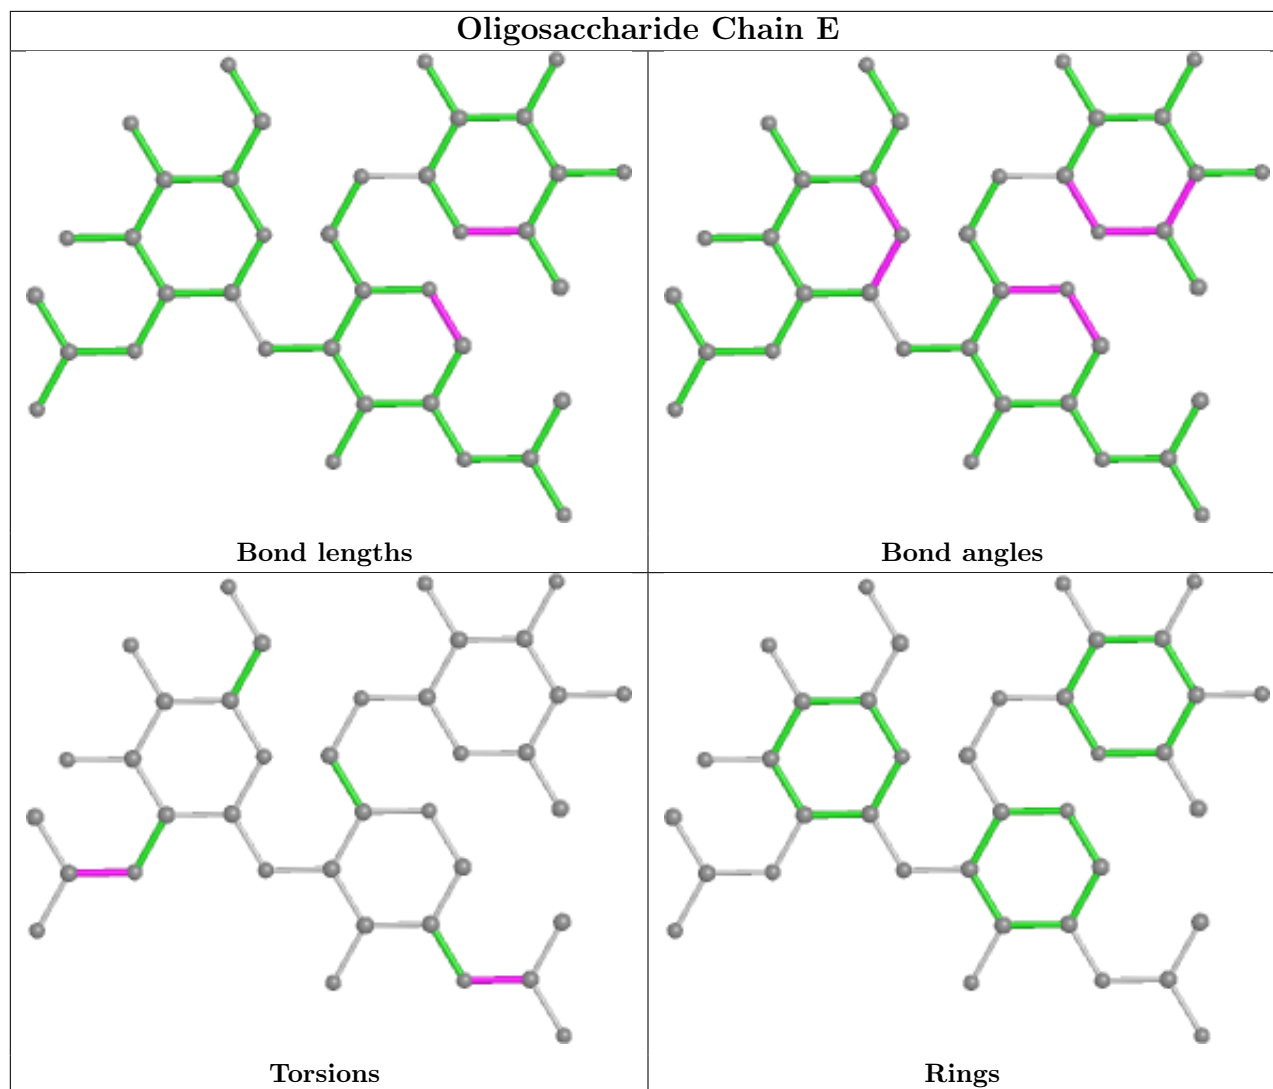 Oligosaccharide Chain E
Bond lengths
Bond angles
Torsions
Rings